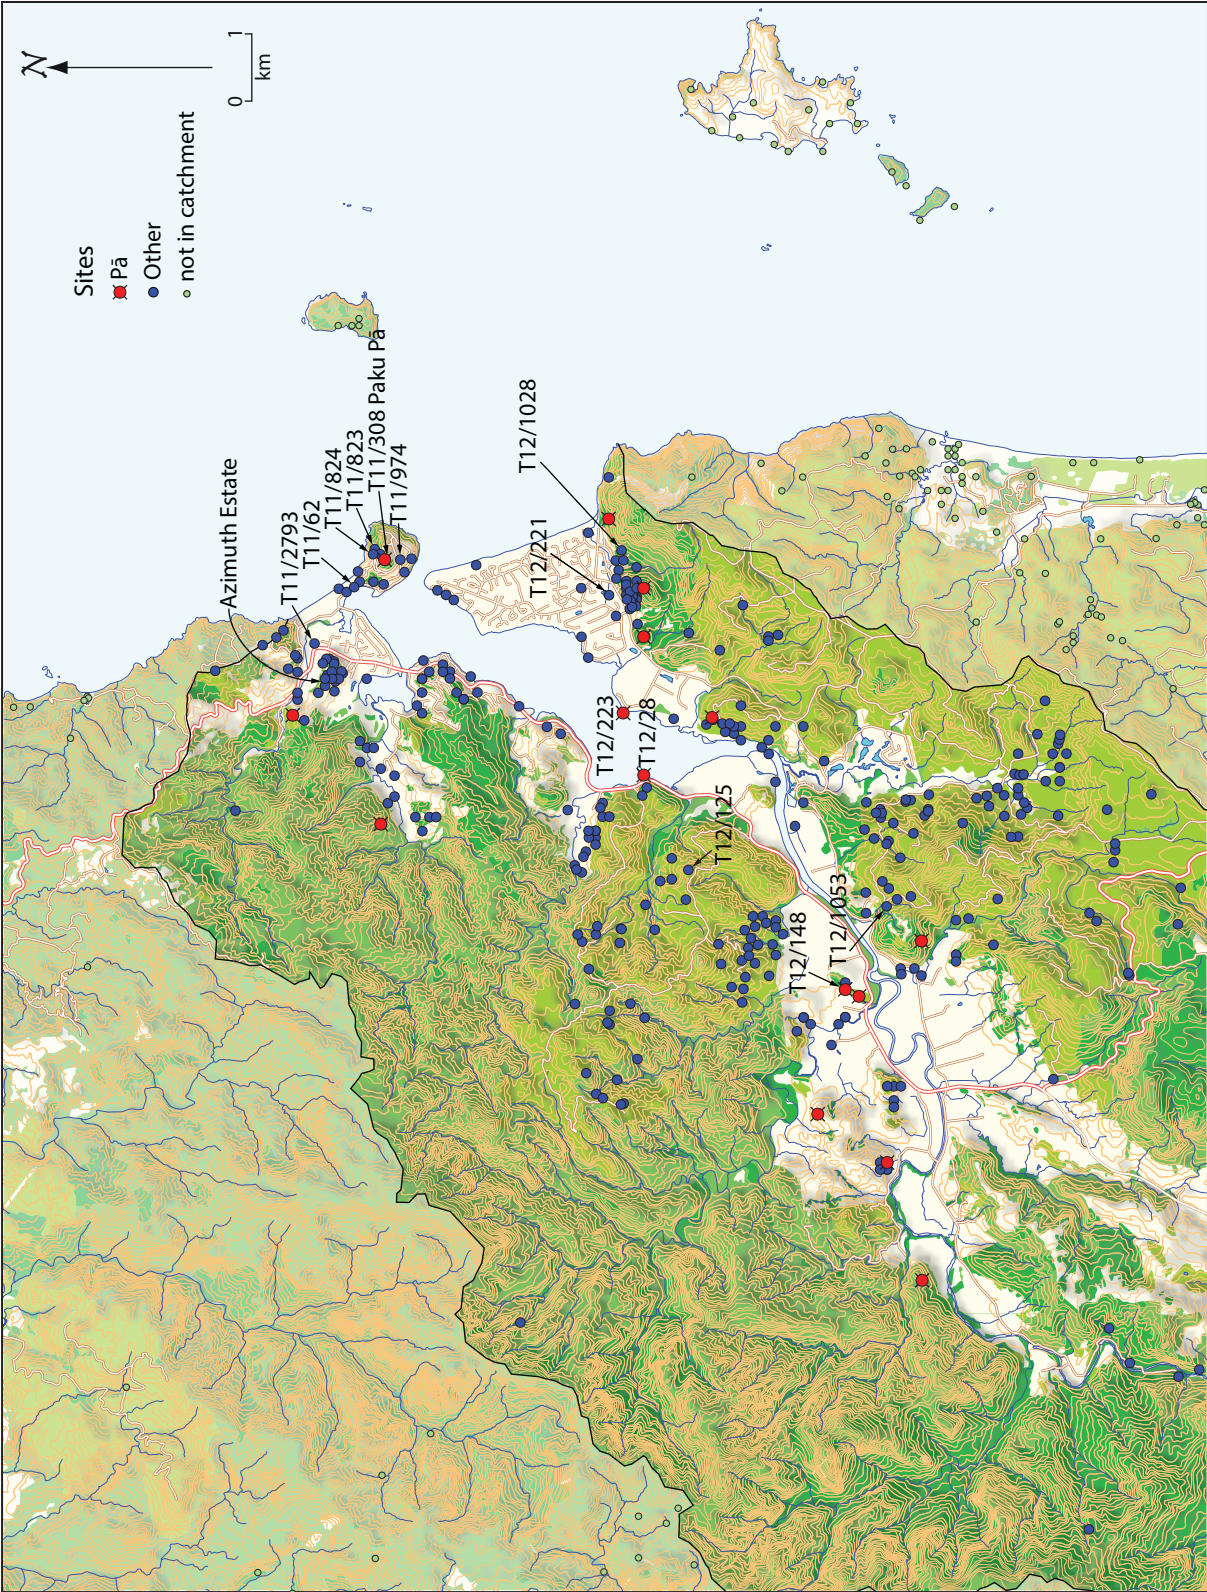 N
0 1
km
Sites
Pā
Other
not in catchment
Azimuth Estate
T11/2793
T11/62
T11/824
T11/823
T11/308 Paku Pā
T11/974
T12/1028
T12/221
T12/223
T12/28
T12/125
T12/148
T12/1053